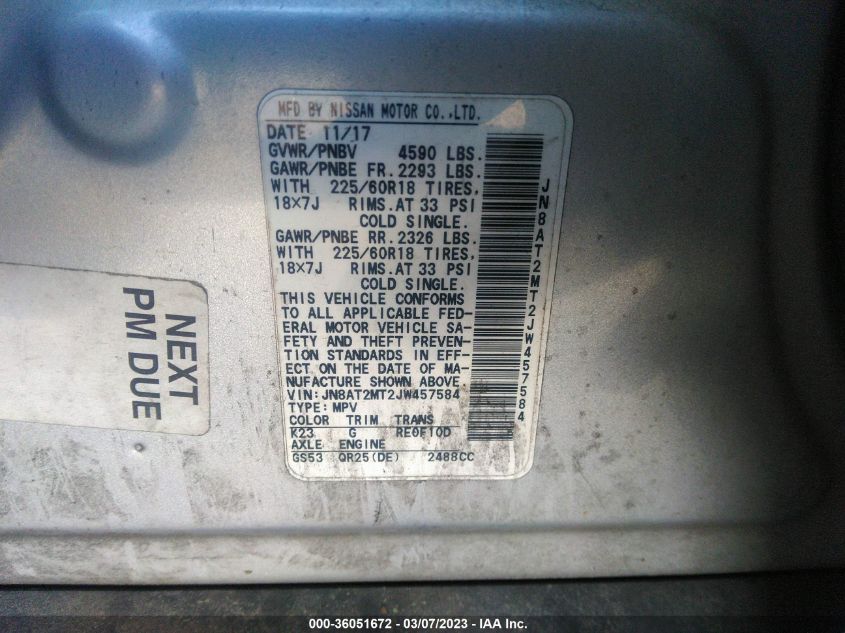 MFD BY NISSAN MOTOR CO.,LTD.
DATE 11/17
GVWR/PNBV 4590 LBS.
GAWR/PNBE FR. 2293 LBS.
WITH 225/60R18 TIRES,
18×7J RIMS.AT 33 PSI
COLD SINGLE.
GAWR/PNBE RR. 2326 LBS.
WITH 225/60R18 TIRES,
18×7J RIMS.AT 33 PSI
COLD SINGLE.
THIS VEHICLE CONFORMS
TO ALL APPLICABLE FED-
ERAL MOTOR VEHICLE SA-
FETY AND THEFT PREVEN-
TION STANDARDS IN EFF-
ECT ON THE DATE OF MA-
NUFACTURE SHOWN ABOVE.
VIN: JN8AT2MT2JW457584
TYPE: MPV
COLOR TRIM TRANS
K23 G RE0F10D
AXLE ENGINE
GS53 QR25(DE) 2488CC
JN8AT2MT2JW457584
NEXT
PM DUE
000-36051672 - 03/07/2023 - IAA Inc.